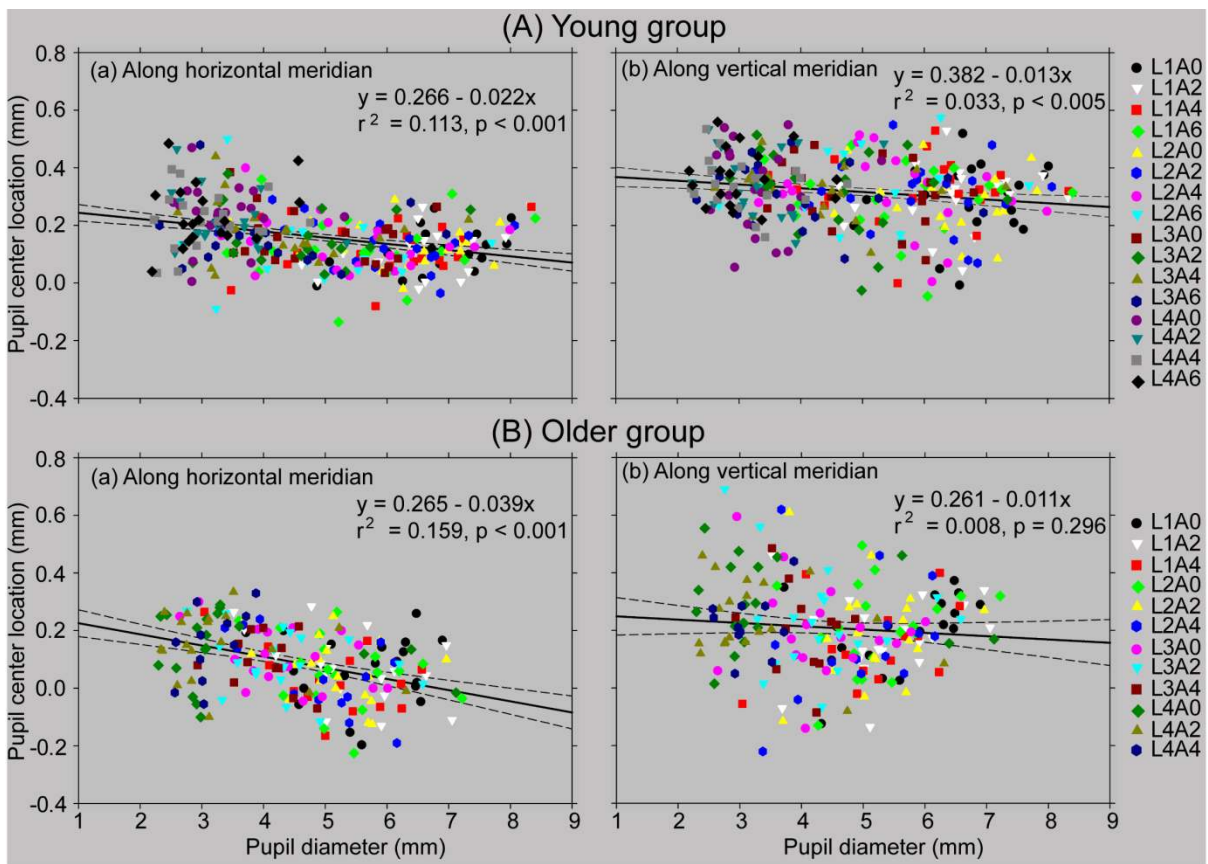 (A) Young group
(a) Along horizontal meridian
y = 0.266 - 0.022x
r² = 0.113, p < 0.001
(b) Along vertical meridian
y = 0.382 - 0.013x
r² = 0.033, p < 0.005
Pupil center location (mm)
0.8
0.6
0.4
0.2
0.0
-0.2
-0.4
L1A0
L1A2
L1A4
L1A6
L2A0
L2A2
L2A4
L2A6
L3A0
L3A2
L3A4
L3A6
L4A0
L4A2
L4A4
L4A6
(B) Older group
(a) Along horizontal meridian
y = 0.265 - 0.039x
r² = 0.159, p < 0.001
(b) Along vertical meridian
y = 0.261 - 0.011x
r² = 0.008, p = 0.296
Pupil center location (mm)
0.8
0.6
0.4
0.2
0.0
-0.2
-0.4
1 2 3 4 5 6 7 8 9
Pupil diameter (mm)
1 2 3 4 5 6 7 8 9
Pupil diameter (mm)
L1A0
L1A2
L1A4
L2A0
L2A2
L2A4
L3A0
L3A2
L3A4
L4A0
L4A2
L4A4